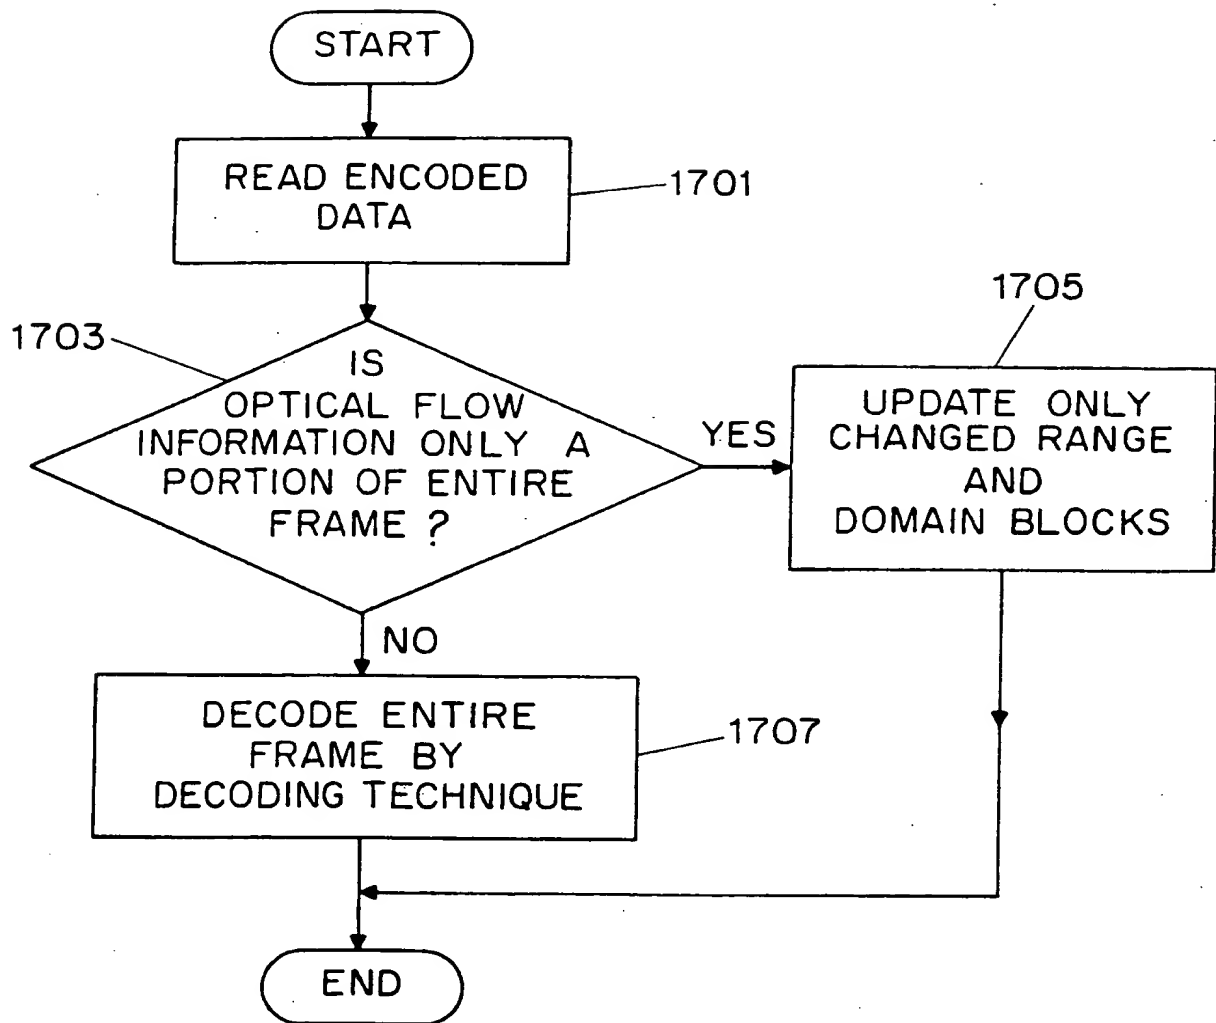 START
READ ENCODED
DATA
1701
1703
IS
OPTICAL FLOW
INFORMATION ONLY A
PORTION OF ENTIRE
FRAME ?
YES
1705
UPDATE ONLY
CHANGED RANGE
AND
DOMAIN BLOCKS
NO
DECODE ENTIRE
FRAME BY
DECODING TECHNIQUE
1707
END